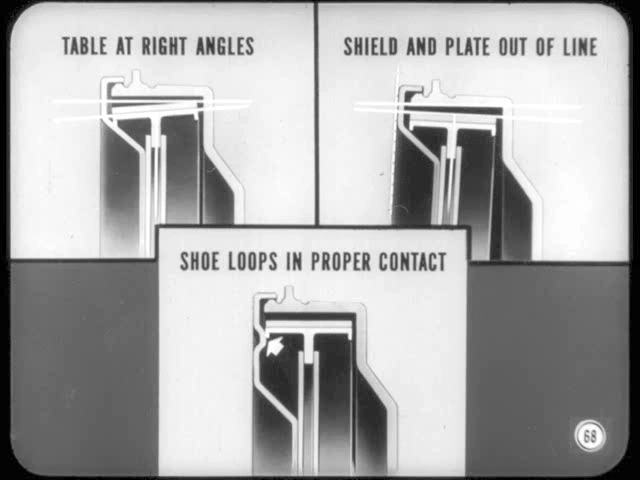 TABLE AT RIGHT ANGLES
SHIELD AND PLATE OUT OF LINE
SHOE LOOPS IN PROPER CONTACT
68